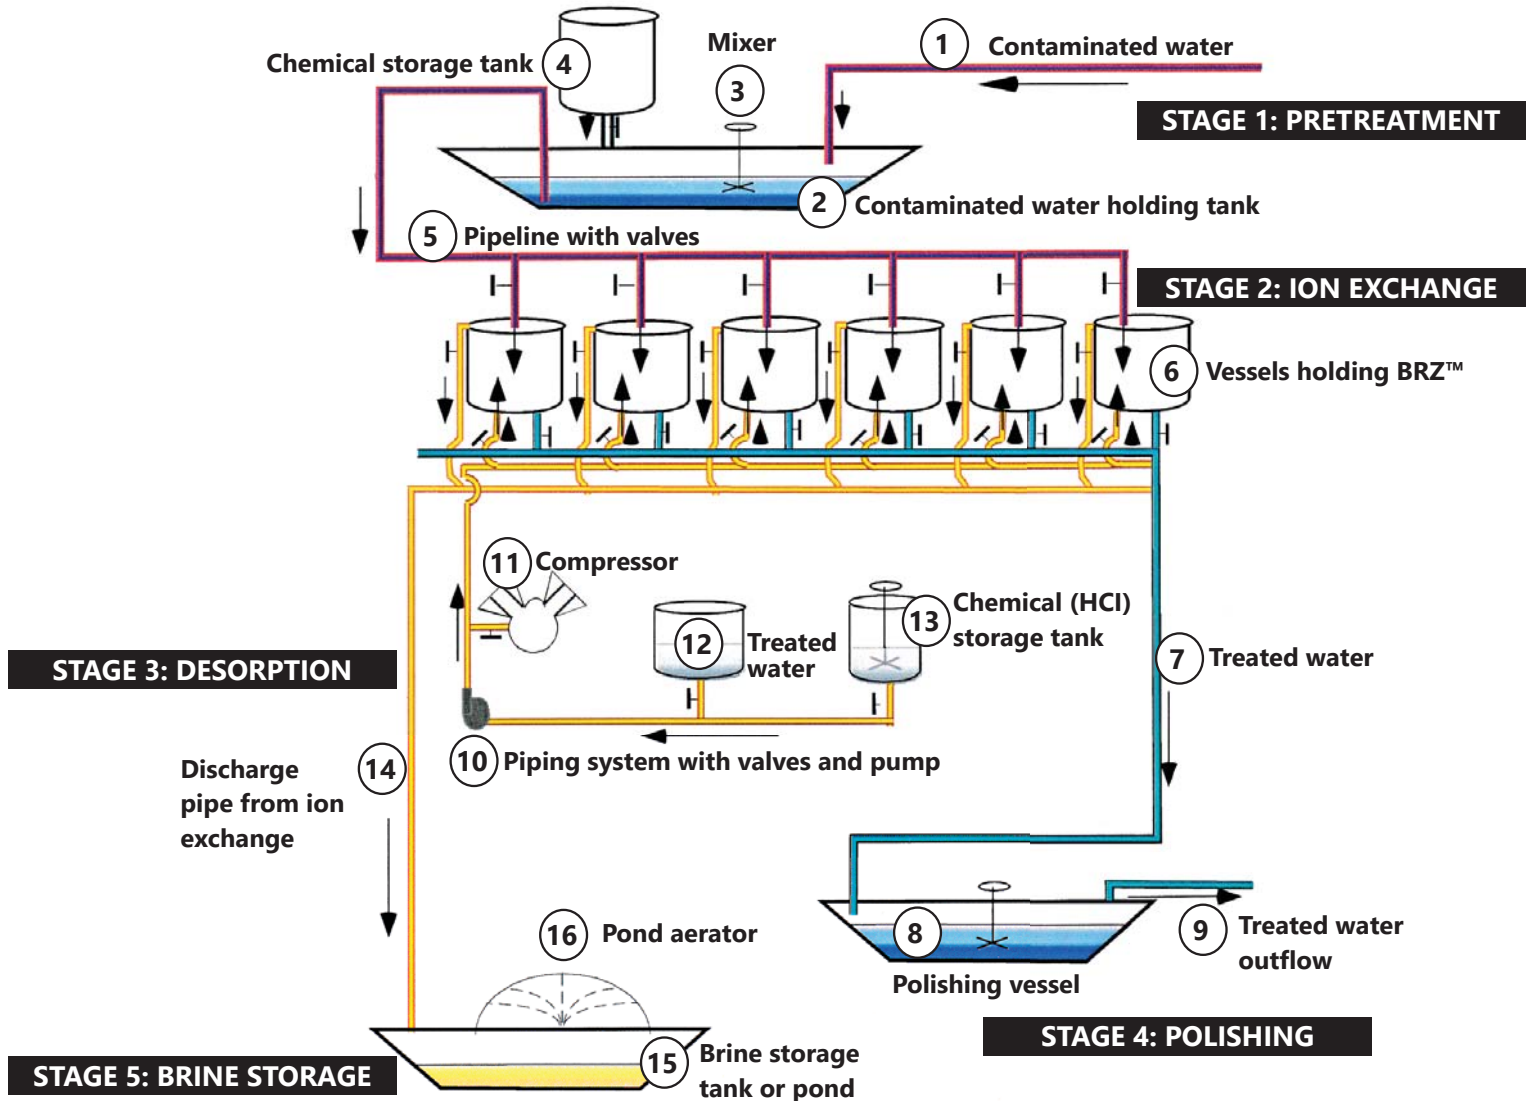 Mixer
3
1
Contaminated water
Chemical storage tank
4
STAGE 1: PRETREATMENT
2
Contaminated water holding tank
5
Pipeline with valves
STAGE 2: ION EXCHANGE
6
Vessels holding BRZ™
11
Compressor
12
Treated
water
13
Chemical (HCl)
storage tank
STAGE 3: DESORPTION
7
Treated water
10
Piping system with valves and pump
14
Discharge
pipe from ion
exchange
16
Pond aerator
8
Polishing vessel
9
Treated water
outflow
STAGE 4: POLISHING
15
Brine storage
tank or pond
STAGE 5: BRINE STORAGE